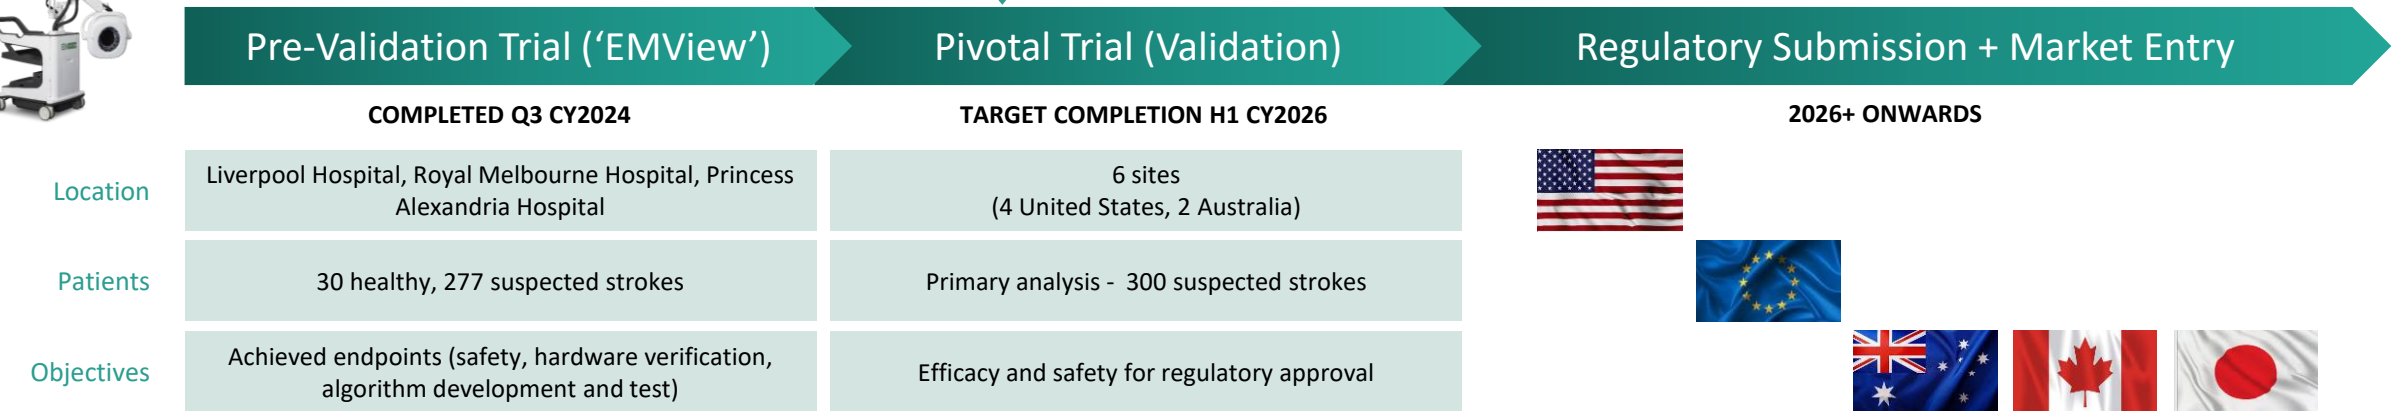 Pre-Validation Trial (‘EMView’)
Pivotal Trial (Validation)
Regulatory Submission + Market Entry
COMPLETED Q3 CY2024
TARGET COMPLETION H1 CY2026
2026+ ONWARDS
Location
Liverpool Hospital, Royal Melbourne Hospital, Princess
Alexandria Hospital
6 sites
(4 United States, 2 Australia)
Patients
30 healthy, 277 suspected strokes
Primary analysis - 300 suspected strokes
Objectives
Achieved endpoints (safety, hardware verification,
algorithm development and test)
Efficacy and safety for regulatory approval